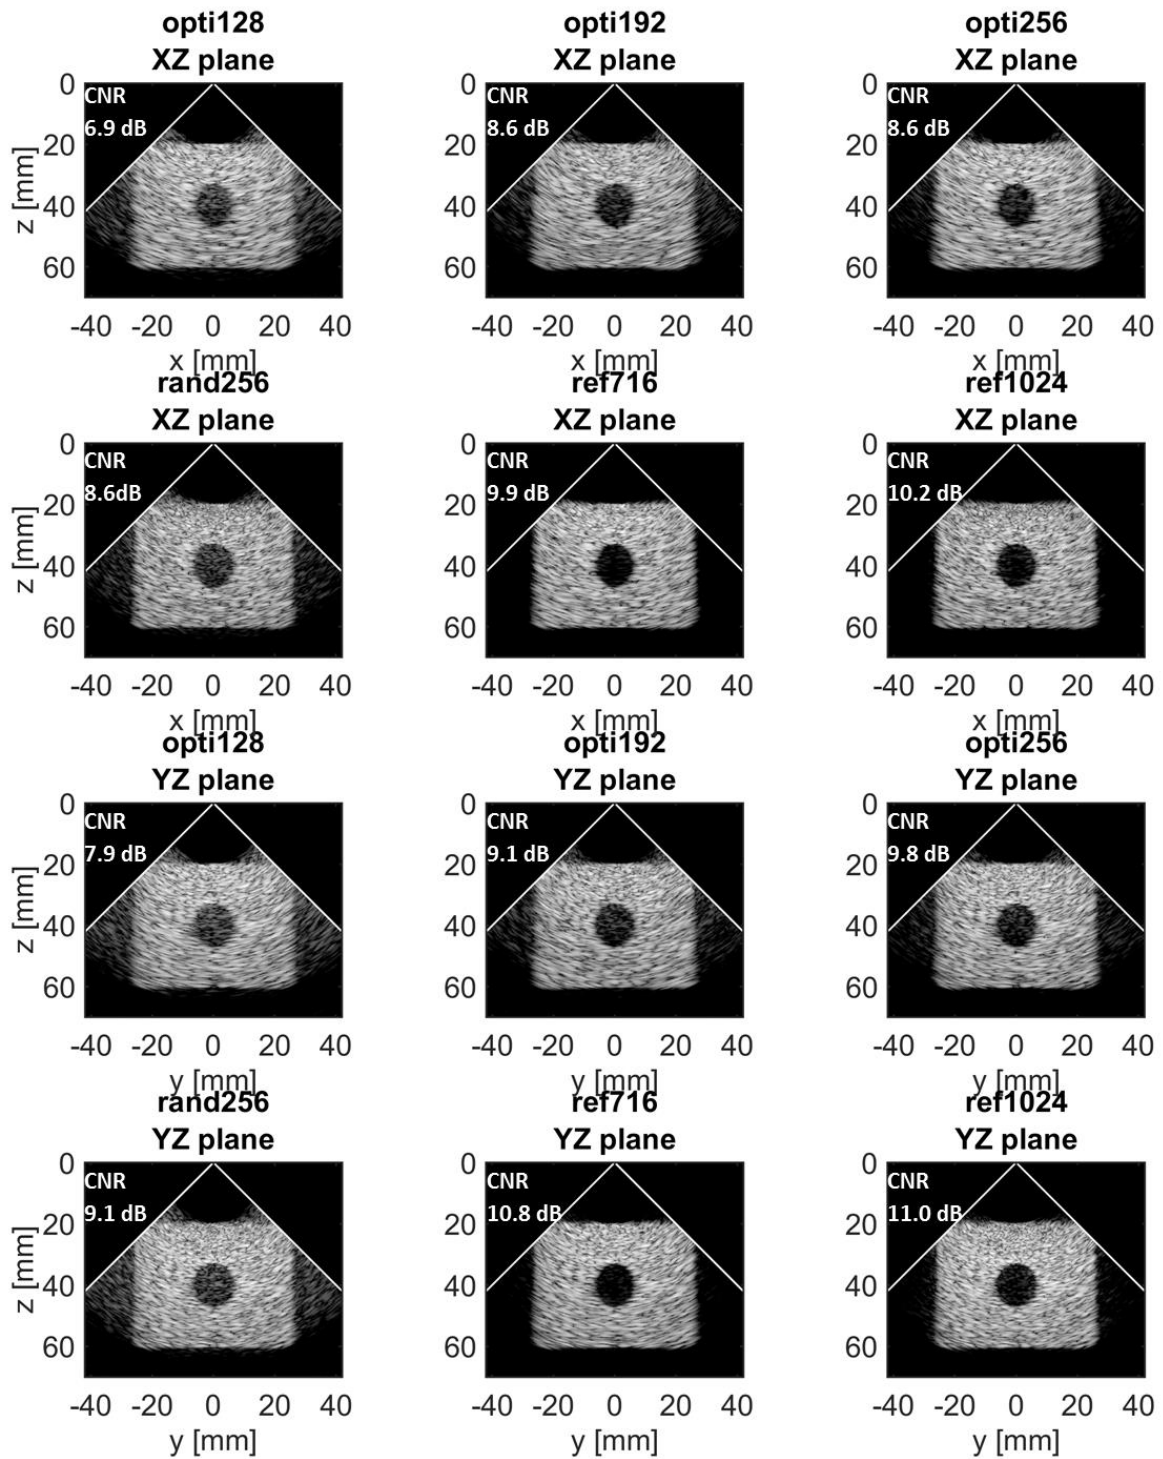 opti128 opti192 opti256
XZ plane XZ plane XZ plane
0 0 0
CNR CNR CNR
6.9 dB 8.6 dB 8.6 dB
20 20 20
z [mm]
40 40 40
60 60 60
-40 -20 0 20 40 -40 -20 0 20 40 -40 -20 0 20 40
x [mm] x [mm] x [mm]
rand256 ref716 ref1024
XZ plane XZ plane XZ plane
0 0 0
CNR CNR CNR
8.6dB 9.9 dB 10.2 dB
20 20 20
z [mm]
40 40 40
60 60 60
-40 -20 0 20 40 -40 -20 0 20 40 -40 -20 0 20 40
x [mm] x [mm] x [mm]
opti128 opti192 opti256
YZ plane YZ plane YZ plane
0 0 0
CNR CNR CNR
7.9 dB 9.1 dB 9.8 dB
20 20 20
z [mm]
40 40 40
60 60 60
-40 -20 0 20 40 -40 -20 0 20 40 -40 -20 0 20 40
y [mm] y [mm] y [mm]
rand256 ref716 ref1024
YZ plane YZ plane YZ plane
0 0 0
CNR CNR CNR
9.1 dB 10.8 dB 11.0 dB
20 20 20
z [mm]
40 40 40
60 60 60
-40 -20 0 20 40 -40 -20 0 20 40 -40 -20 0 20 40
y [mm] y [mm] y [mm]